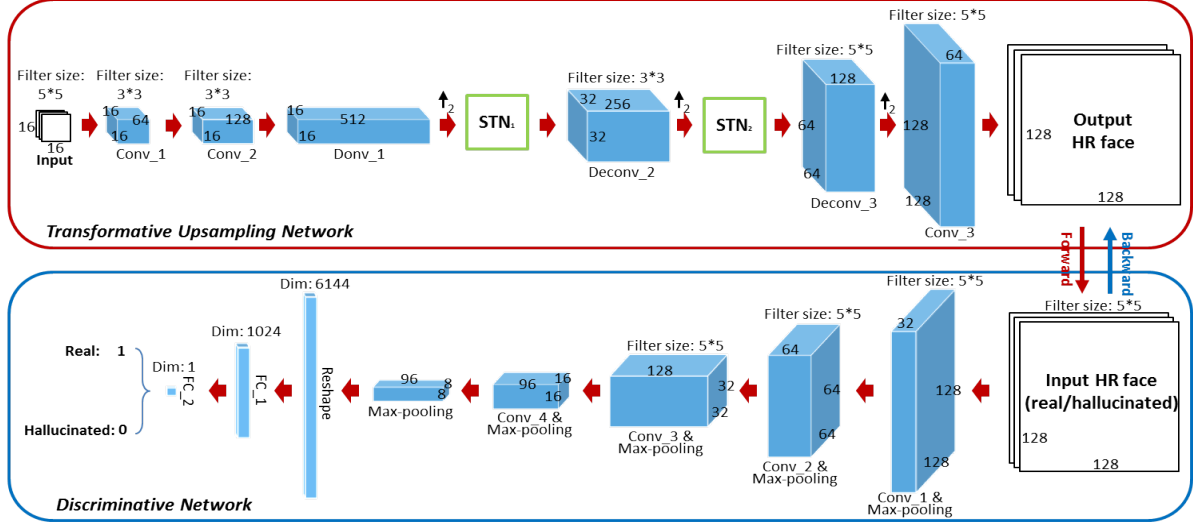 Filter size:
5*5
16
16
Input
Filter size:
3*3
16
64
16
Conv_1
Filter size:
3*3
16
128
16
Conv_2
16
512
16
Donv_1
2
STN1
Filter size: 3*3
32
256
32
Deconv_2
2
STN2
Filter size: 5*5
128
64
64
Deconv_3
2
Filter size: 5*5
64
128
128
Conv_3
Output
HR face
128
128
Transformative Upsampling Network
Forward
Backward
Filter size: 5*5
Input HR face
(real/hallucinated)
128
128
Filter size: 5*5
32
128
128
Conv_1 &
Max-pooling
Filter size: 5*5
64
64
64
Conv_2 &
Max-pooling
Filter size: 5*5
128
32
32
Conv_3 &
Max-pooling
96
16
16
Conv_4 &
Max-pooling
96
8
8
Max-pooling
Dim: 6144
Reshape
Dim: 1024
FC_1
Dim: 1
FC_2
Real: 1
Hallucinated: 0
Discriminative Network